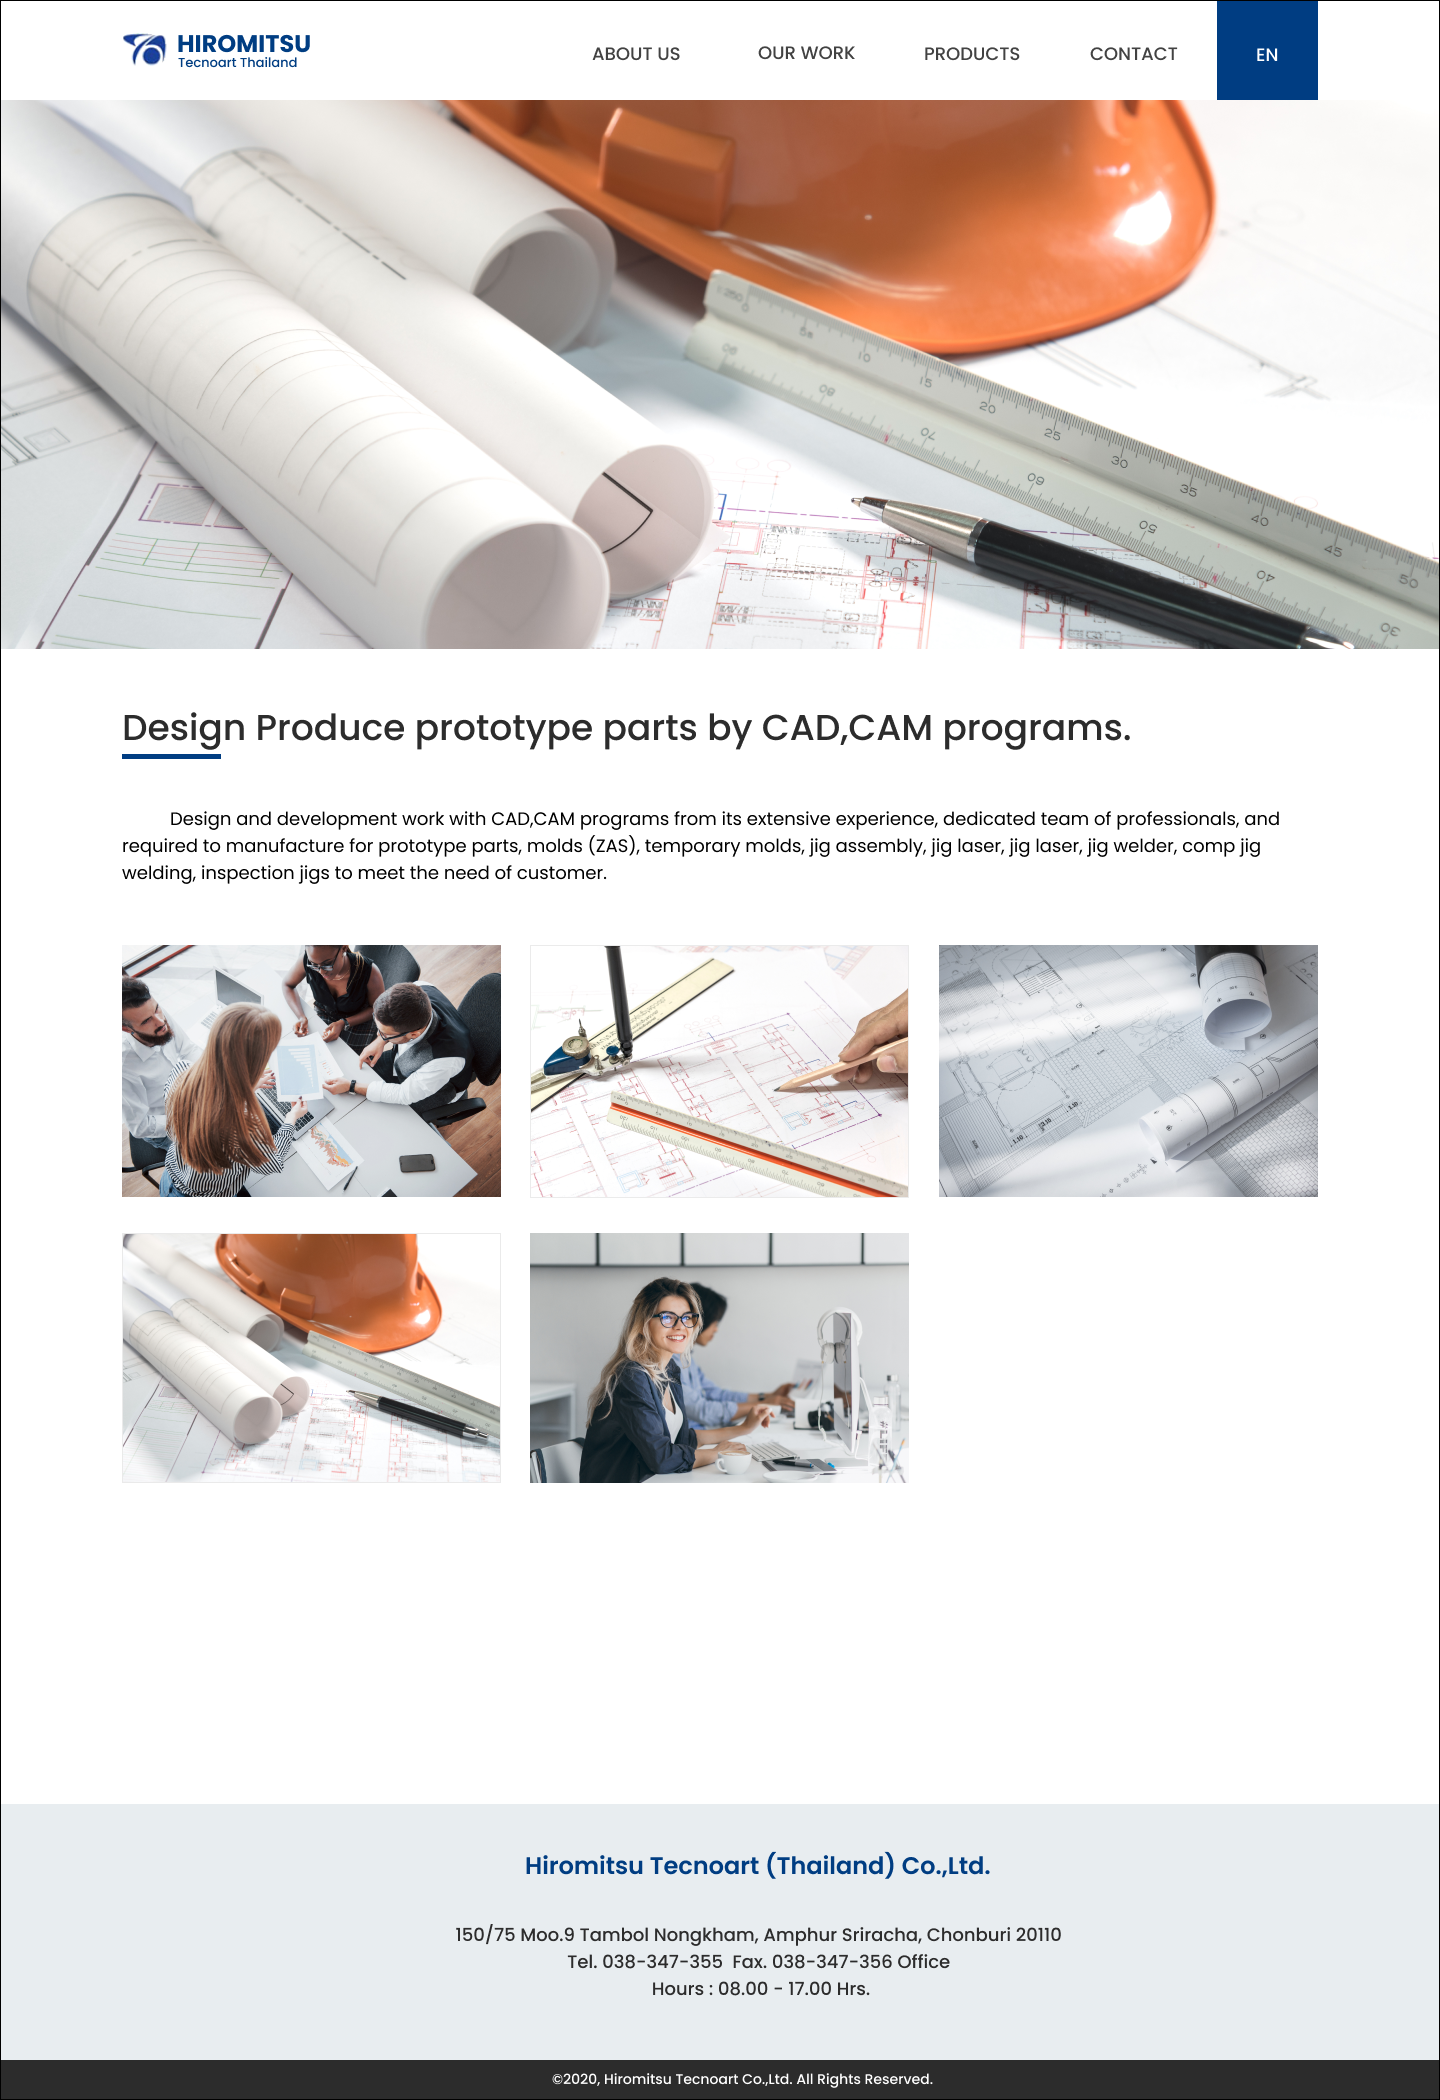 HIROMITSU
Tecnoart Thailand
ABOUT US
OUR WORK
PRODUCTS
CONTACT
EN
Design Produce prototype parts by CAD,CAM programs.
Design and development work with CAD,CAM programs from its extensive experience, dedicated team of professionals, and
required to manufacture for prototype parts, molds (ZAS), temporary molds, jig assembly, jig laser, jig laser, jig welder, comp jig
welding, inspection jigs to meet the need of customer.
Hiromitsu Tecnoart (Thailand) Co.,Ltd.
150/75 Moo.9 Tambol Nongkham, Amphur Sriracha, Chonburi 20110
Tel. 038-347-355  Fax. 038-347-356 Office
Hours : 08.00 - 17.00 Hrs.
©2020, Hiromitsu Tecnoart Co.,Ltd. All Rights Reserved.